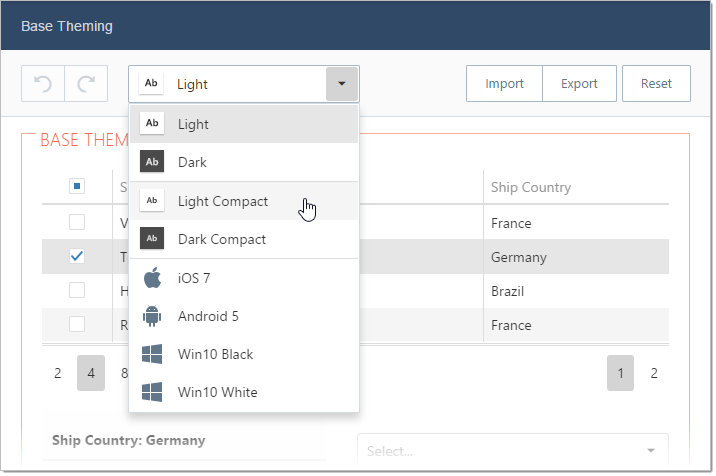 Base Theming
Ab Light
Import Export Reset
Ab Light
BASE THEM
Ab Dark
S Ship Country
Ab Light Compact
V France
Ab Dark Compact
T Germany
iOS 7
H Brazil
Android 5
R France
Win10 Black
2 4 8 1 2
Win10 White
Ship Country: Germany
Select...